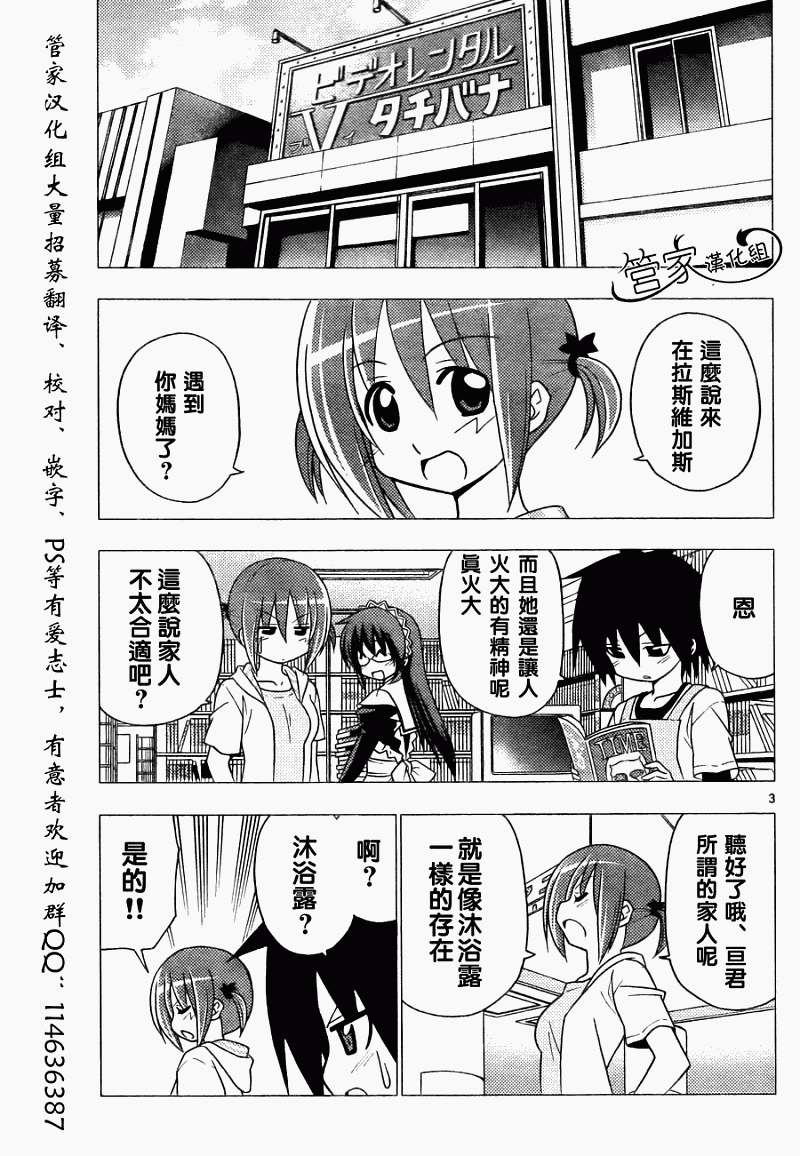 ビデオレンタル
V タチバナ
ブイ
管家
漢化組
這麼說來
在拉斯維加斯
遇到
你媽媽了？
恩
而且她還是讓人
火大的有精神呢
真火大
這麼說家人
不太合適吧？
TIME
3
聽好了哦、亘君
所謂的家人呢
就是像沐浴露
一樣的存在
啊？
沐浴露？
是的!!
管家汉化组大量招募翻译、校对、嵌字、PS等有爱志士，有意者欢迎加群QQ：114636387